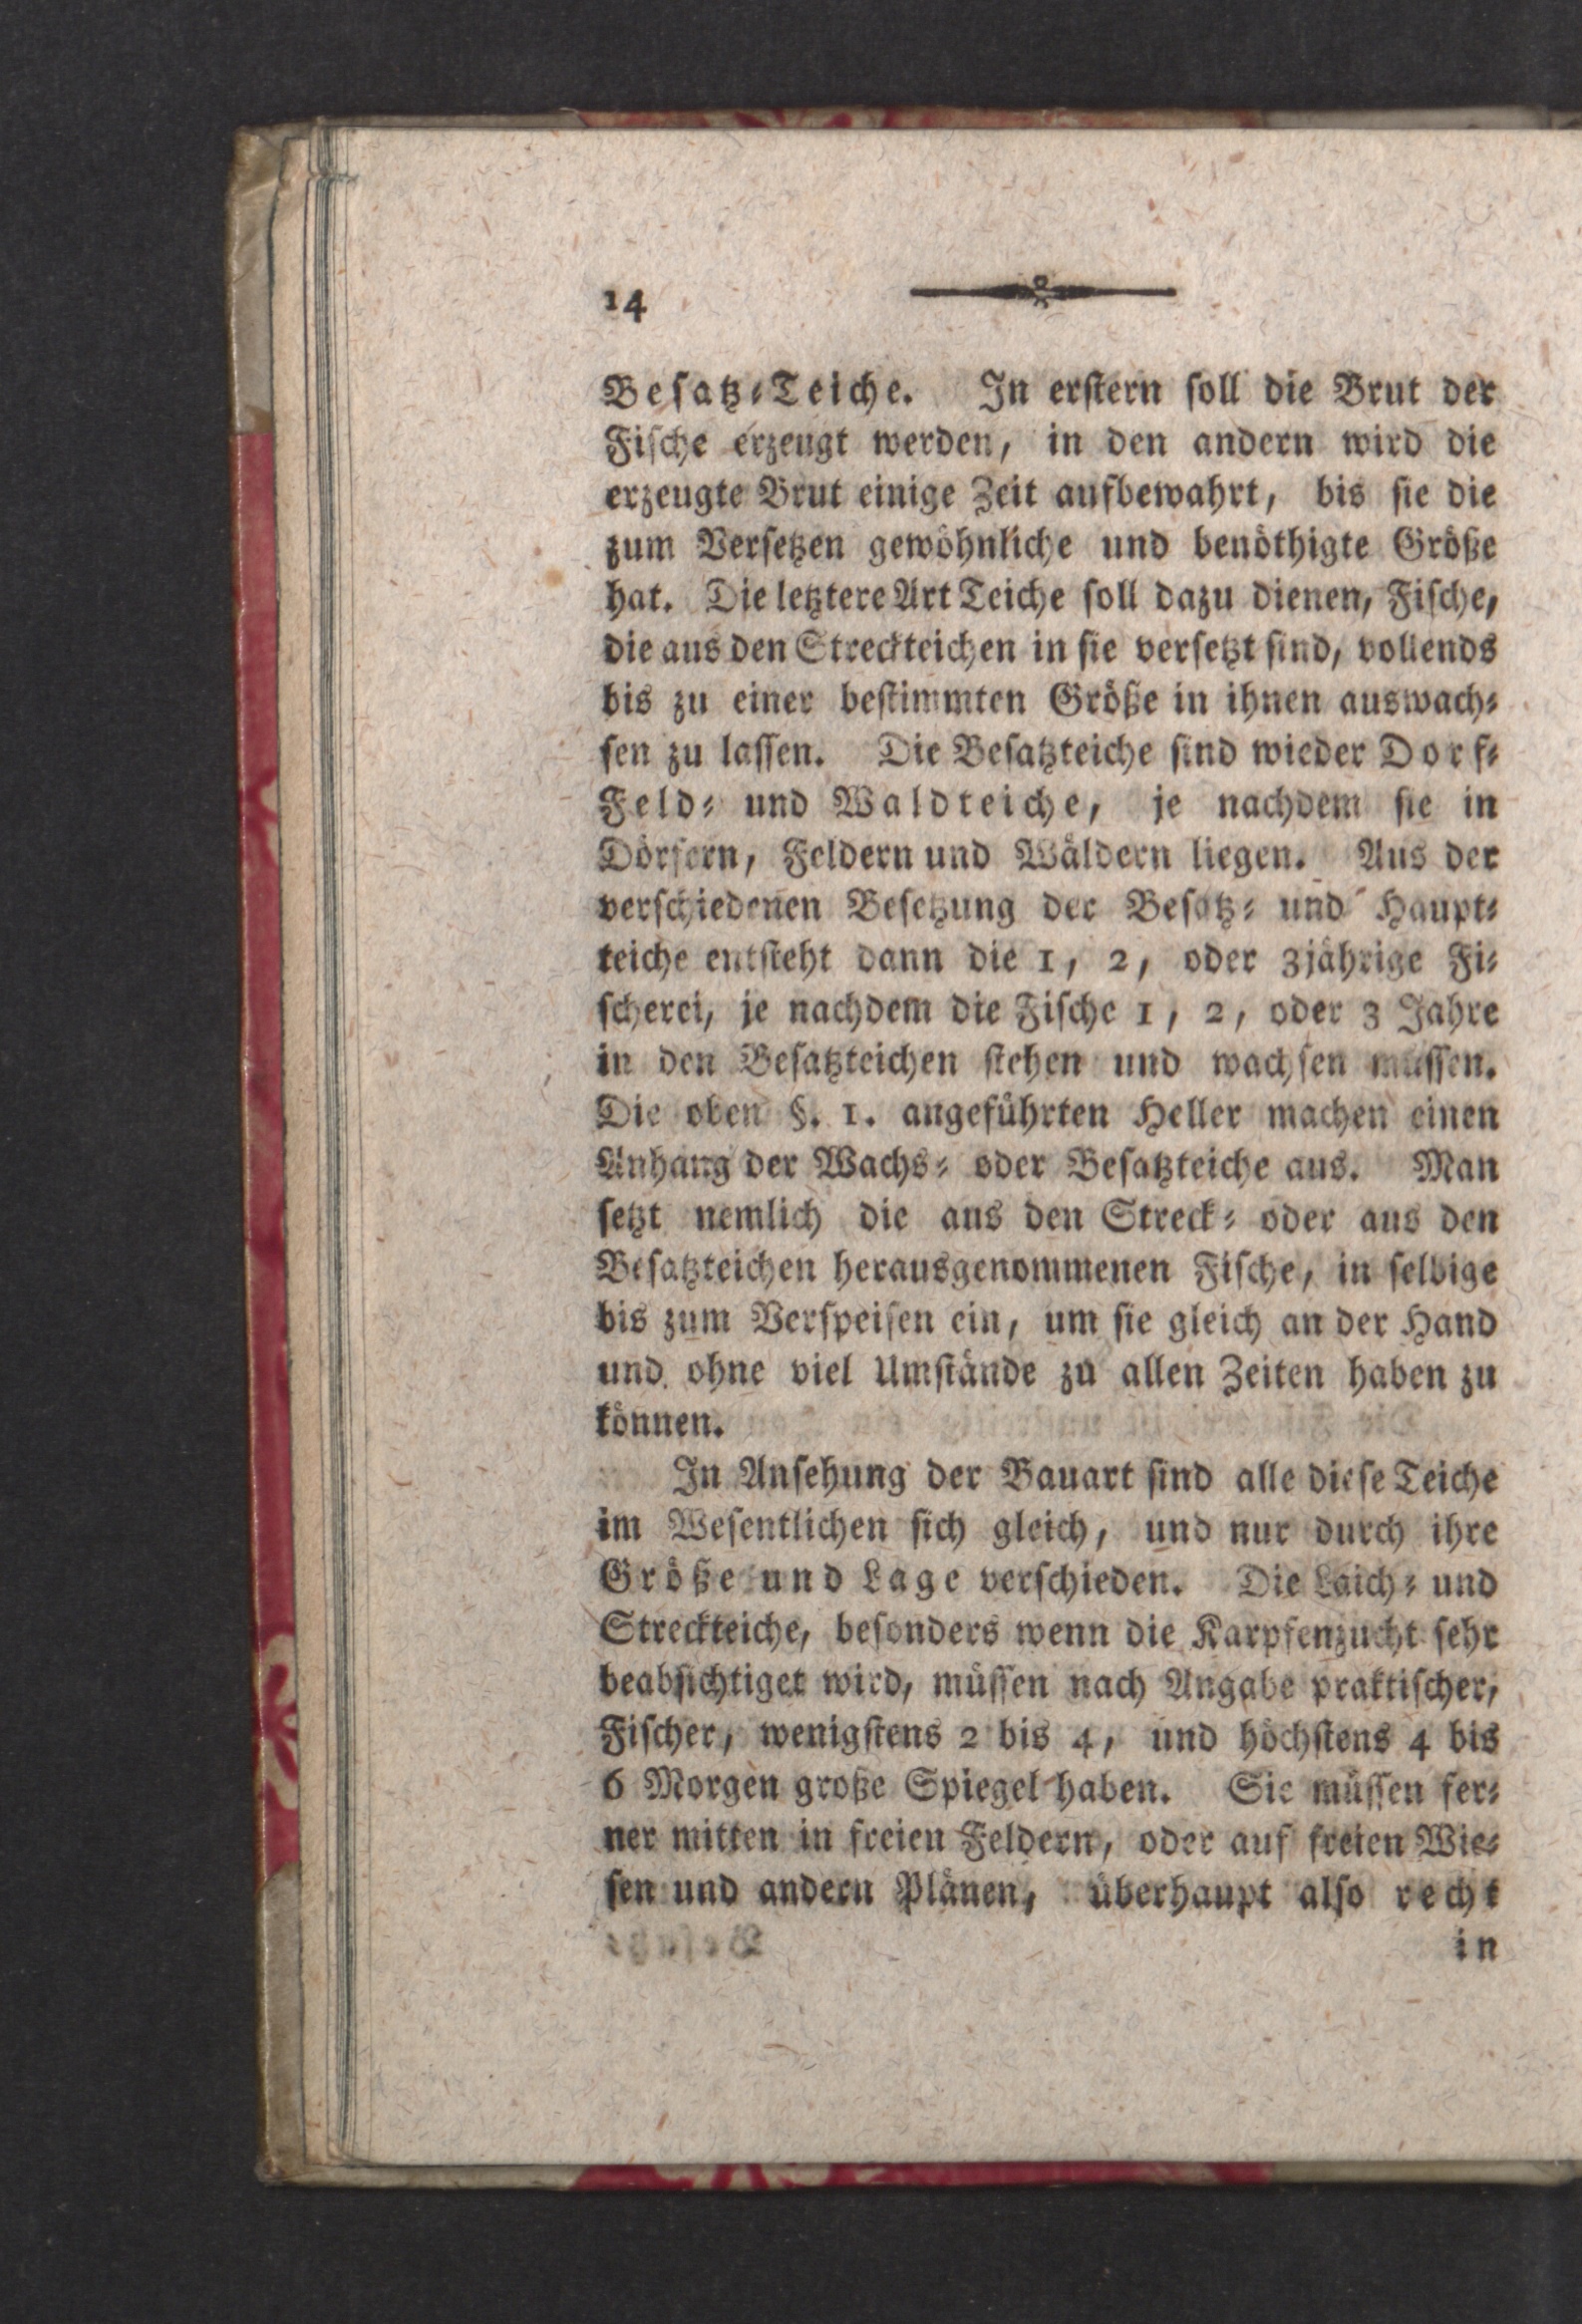 14
Beſatz⸗Teiche. In erſtern ſoll die Brut der
Fiſche erzeugt werden, in den andern wird die
erzeugte Brut einige Zeit aufbewahrt, bis ſie die
zum Verſetzen gewöhnliche und benöthigte Größe
hat. Die letztere Art Teiche ſoll dazu dienen, Fiſche,
die aus den Streckteichen in ſie verſetzt ſind, vollends
bis zu einer beſtimmten Größe in ihnen auswach⸗
ſen zu laſſen. Die Beſatzteiche ſind wieder Dorf⸗
Feld⸗ und Waldteiche, je nachdem ſie in
Dörfern, Feldern und Wäldern liegen. Aus der
verſchiedenen Beſetzung der Beſatz⸗ und Haupt⸗
teiche entſteht dann die 1, 2, oder 3jährige Fi⸗
ſcherei, je nachdem die Fiſche 1, 2, oder 3 Jahre
in den Beſatzteichen ſtehen und wachſen müſſen.
Die oben §. 1. angeführten Heller machen einen
Anhang der Wachs⸗ oder Beſatzteiche aus. Man
ſetzt nemlich die aus den Streck⸗ oder aus den
Beſatzteichen herausgenommenen Fiſche, in ſelbige
bis zum Verſpeiſen ein, um ſie gleich an der Hand
und ohne viel Umſtände zu allen Zeiten haben zu
können.
In Anſehung der Bauart ſind alle dieſe Teiche
im Weſentlichen ſich gleich, und nur durch ihre
Größe und Lage verſchieden. Die Laich⸗ und
Streckteiche, beſonders wenn die Karpfenzucht ſehr
beabſichtiget wird, müſſen nach Angabe praktiſcher,
Fiſcher, wenigſtens 2 bis 4, und höchſtens 4 bis
6 Morgen große Spiegel haben. Sie müſſen fer⸗
ner mitten in freien Feldern, oder auf freien Wie⸗
ſen und andern Plänen, überhaupt alſo recht
in